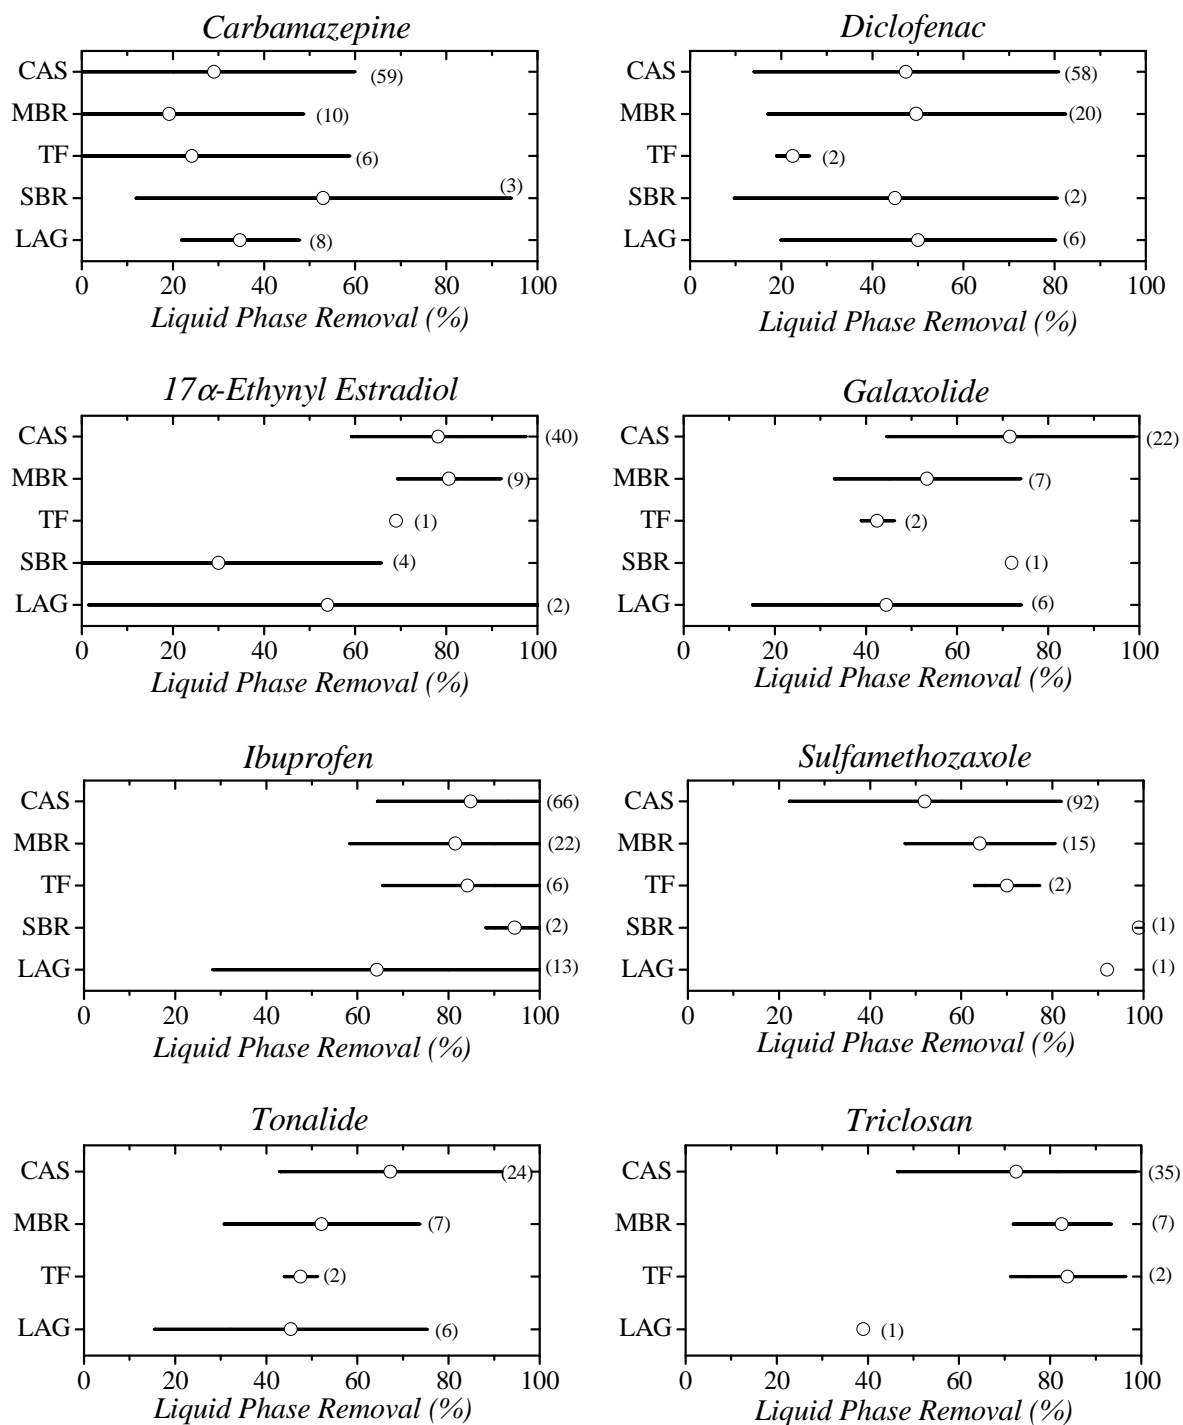 Carbamazepine
CAS (59)
MBR (10)
TF (6)
SBR (3)
LAG (8)
0 20 40 60 80 100
Liquid Phase Removal (%)
Diclofenac
CAS (58)
MBR (20)
TF (2)
SBR (2)
LAG (6)
0 20 40 60 80 100
Liquid Phase Removal (%)
17α-Ethynyl Estradiol
CAS (40)
MBR (9)
TF (1)
SBR (4)
LAG (2)
0 20 40 60 80 100
Liquid Phase Removal (%)
Galaxolide
CAS (22)
MBR (7)
TF (2)
SBR (1)
LAG (6)
0 20 40 60 80 100
Liquid Phase Removal (%)
Ibuprofen
CAS (66)
MBR (22)
TF (6)
SBR (2)
LAG (13)
0 20 40 60 80 100
Liquid Phase Removal (%)
Sulfamethozaxole
CAS (92)
MBR (15)
TF (2)
SBR (1)
LAG (1)
0 20 40 60 80 100
Liquid Phase Removal (%)
Tonalide
CAS (24)
MBR (7)
TF (2)
LAG (6)
0 20 40 60 80 100
Liquid Phase Removal (%)
Triclosan
CAS (35)
MBR (7)
TF (2)
LAG (1)
0 20 40 60 80 100
Liquid Phase Removal (%)